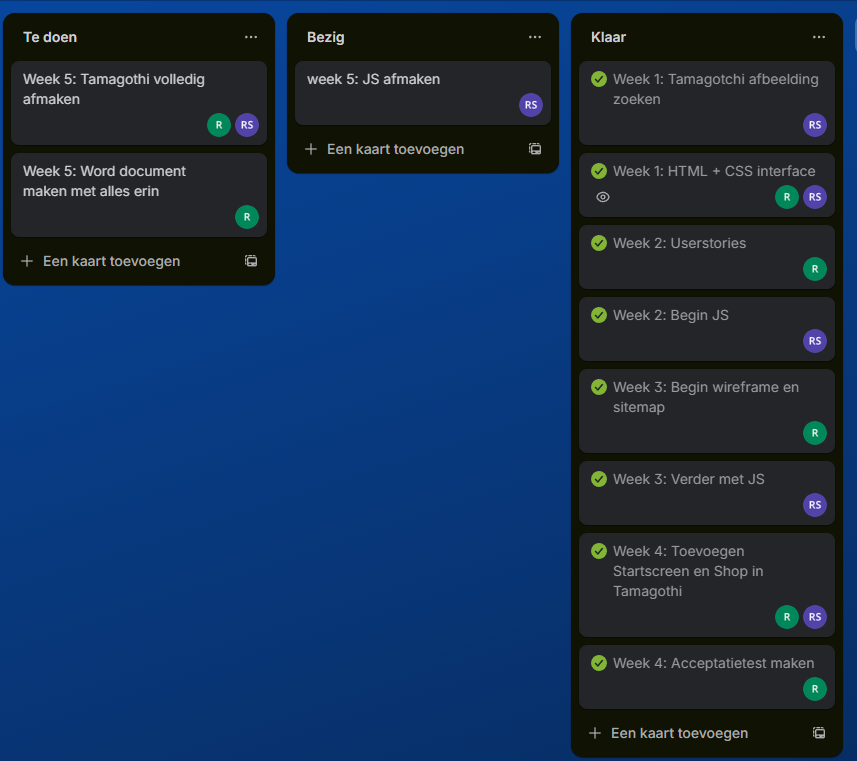 Te doen
Week 5: Tamagothi volledig
afmaken
R RS
Week 5: Word document
maken met alles erin
R
Een kaart toevoegen
Bezig
week 5: JS afmaken
RS
Een kaart toevoegen
Klaar
Week 1: Tamagotchi afbeelding
zoeken
RS
Week 1: HTML + CSS interface
R RS
Week 2: Userstories
R
Week 2: Begin JS
RS
Week 3: Begin wireframe en
sitemap
R
Week 3: Verder met JS
RS
Week 4: Toevoegen
Startscreen en Shop in
Tamagothi
R RS
Week 4: Acceptatietest maken
R
Een kaart toevoegen